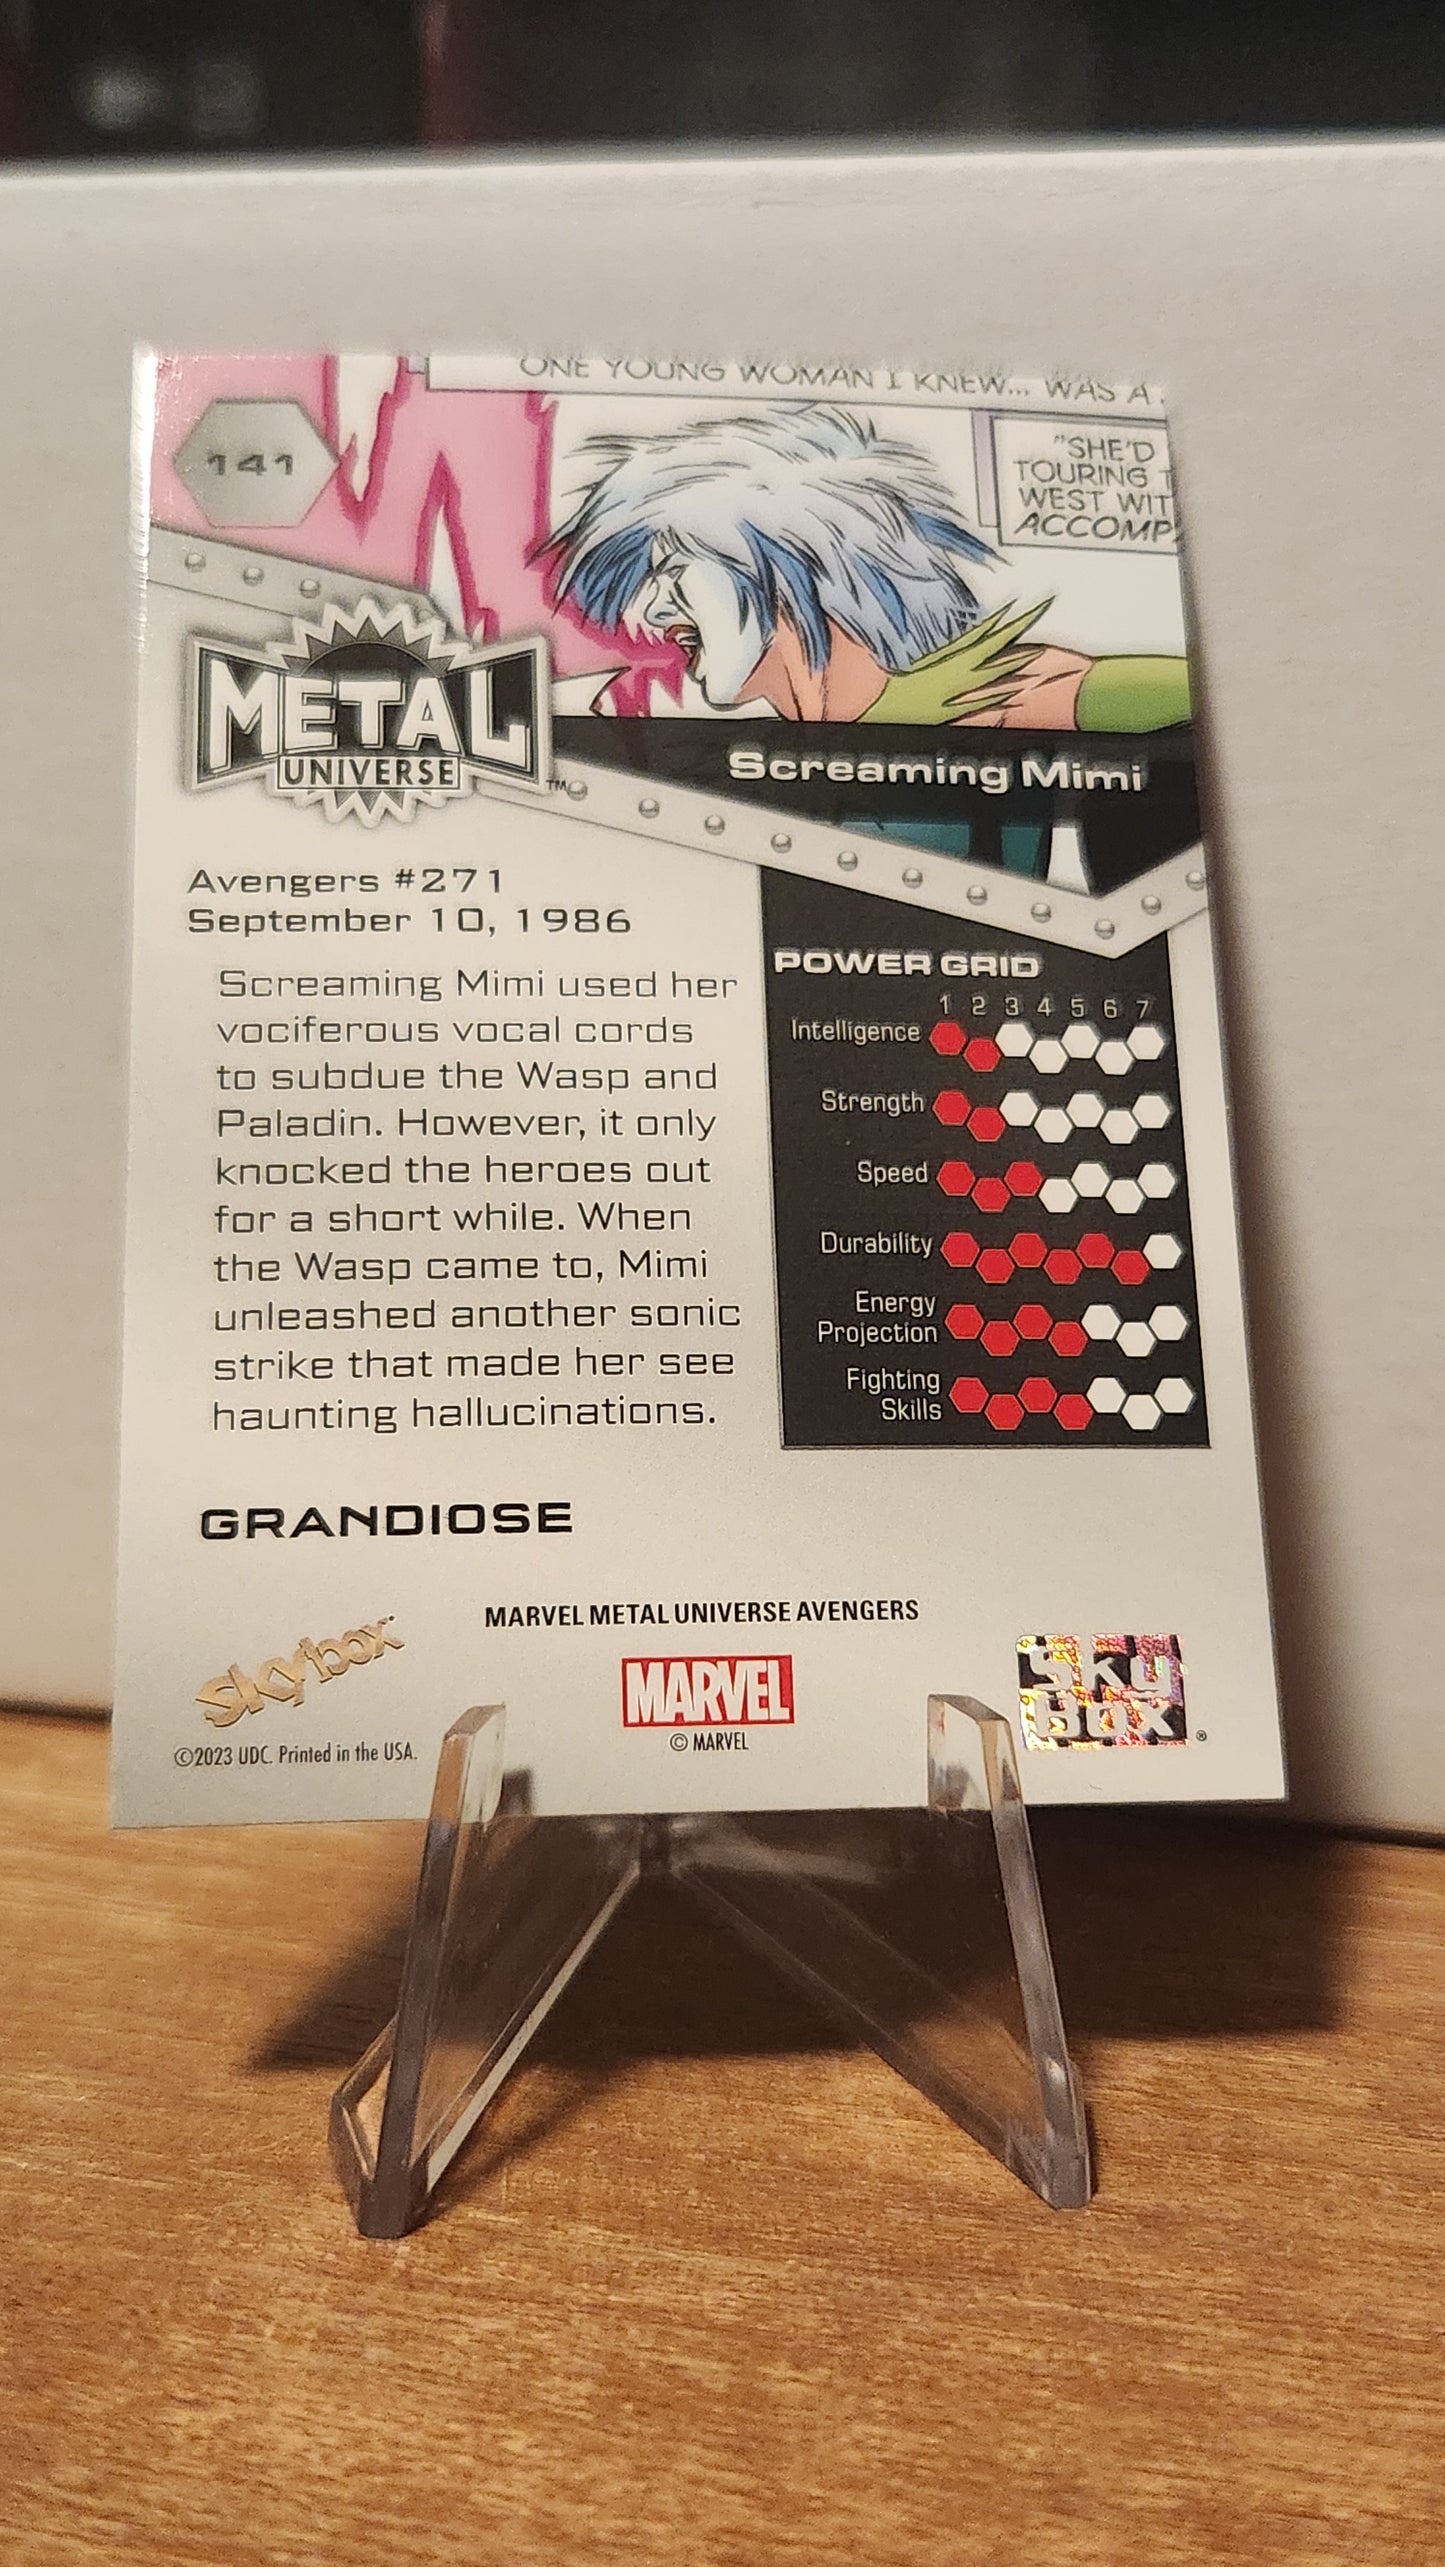 ONE YOUNG WOMAN I KNEW... WAS A
"SHE'D
TOURING T
WEST WIT
ACCOMP
141
METAL
UNIVERSE
TM
Screaming Mimi
Avengers #271
September 10, 1986
Screaming Mimi used her
vociferous vocal cords
to subdue the Wasp and
Paladin. However, it only
knocked the heroes out
for a short while. When
the Wasp came to, Mimi
unleashed another sonic
strike that made her see
haunting hallucinations.
POWER GRID
1 2 3 4 5 6 7
Intelligence
Strength
Speed
Durability
Energy
Projection
Fighting
Skills
GRANDIOSE
MARVEL METAL UNIVERSE AVENGERS
Skybox
©2023 UDC. Printed in the USA.
MARVEL
© MARVEL
Sky
Box
®